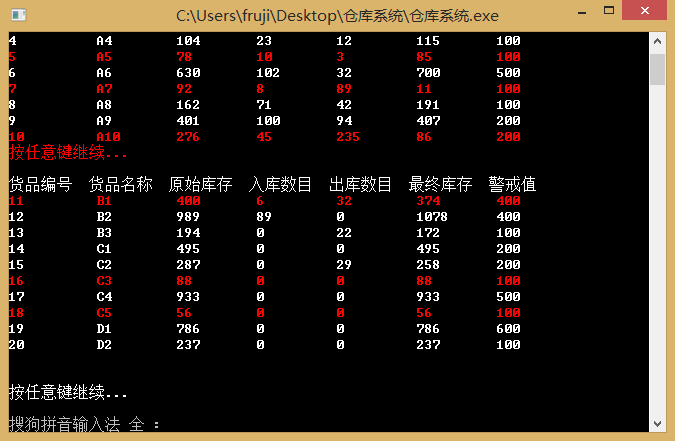 C:\Users\fruji\Desktop\仓库系统\仓库系统.exe
4 A4 104 23 12 115 100
5 A5 78 10 3 85 100
6 A6 630 102 32 700 500
7 A7 92 8 89 11 100
8 A8 162 71 42 191 100
9 A9 401 100 94 407 200
10 A10 276 45 235 86 200
按任意键继续...
货品编号 货品名称 原始库存 入库数目 出库数目 最终库存 警戒值
11 B1 400 6 32 374 400
12 B2 989 89 0 1078 400
13 B3 194 0 22 172 100
14 C1 495 0 0 495 200
15 C2 287 0 29 258 200
16 C3 88 0 0 88 100
17 C4 933 0 0 933 500
18 C5 56 0 0 56 100
19 D1 786 0 0 786 600
20 D2 237 0 0 237 100
按任意键继续...
搜狗拼音输入法 全 :